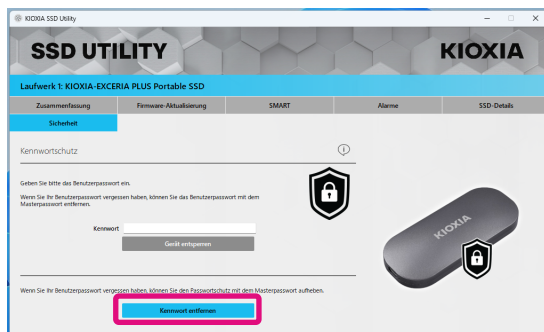 KIOXIA SSD Utility
SSD UTILITY
KIOXIA
Laufwerk 1: KIOXIA-EXCERIA PLUS Portable SSD
Zusammenfassung Firmware-Aktualisierung SMART Alarme SSD-Details
Sicherheit
Kennwortschutz
Geben Sie bitte das Benutzerpasswort ein.
Wenn Sie Ihr Benutzerpasswort vergessen haben, können Sie das Benutzerpasswort mit dem
Masterpasswort entfernen.
Kennwort
Gerät entsperren
KIOXIA
Wenn Sie Ihr Benutzerpasswort vergessen haben, können Sie den Passwortschutz mit dem Masterpasswort aufheben.
Kennwort entfernen